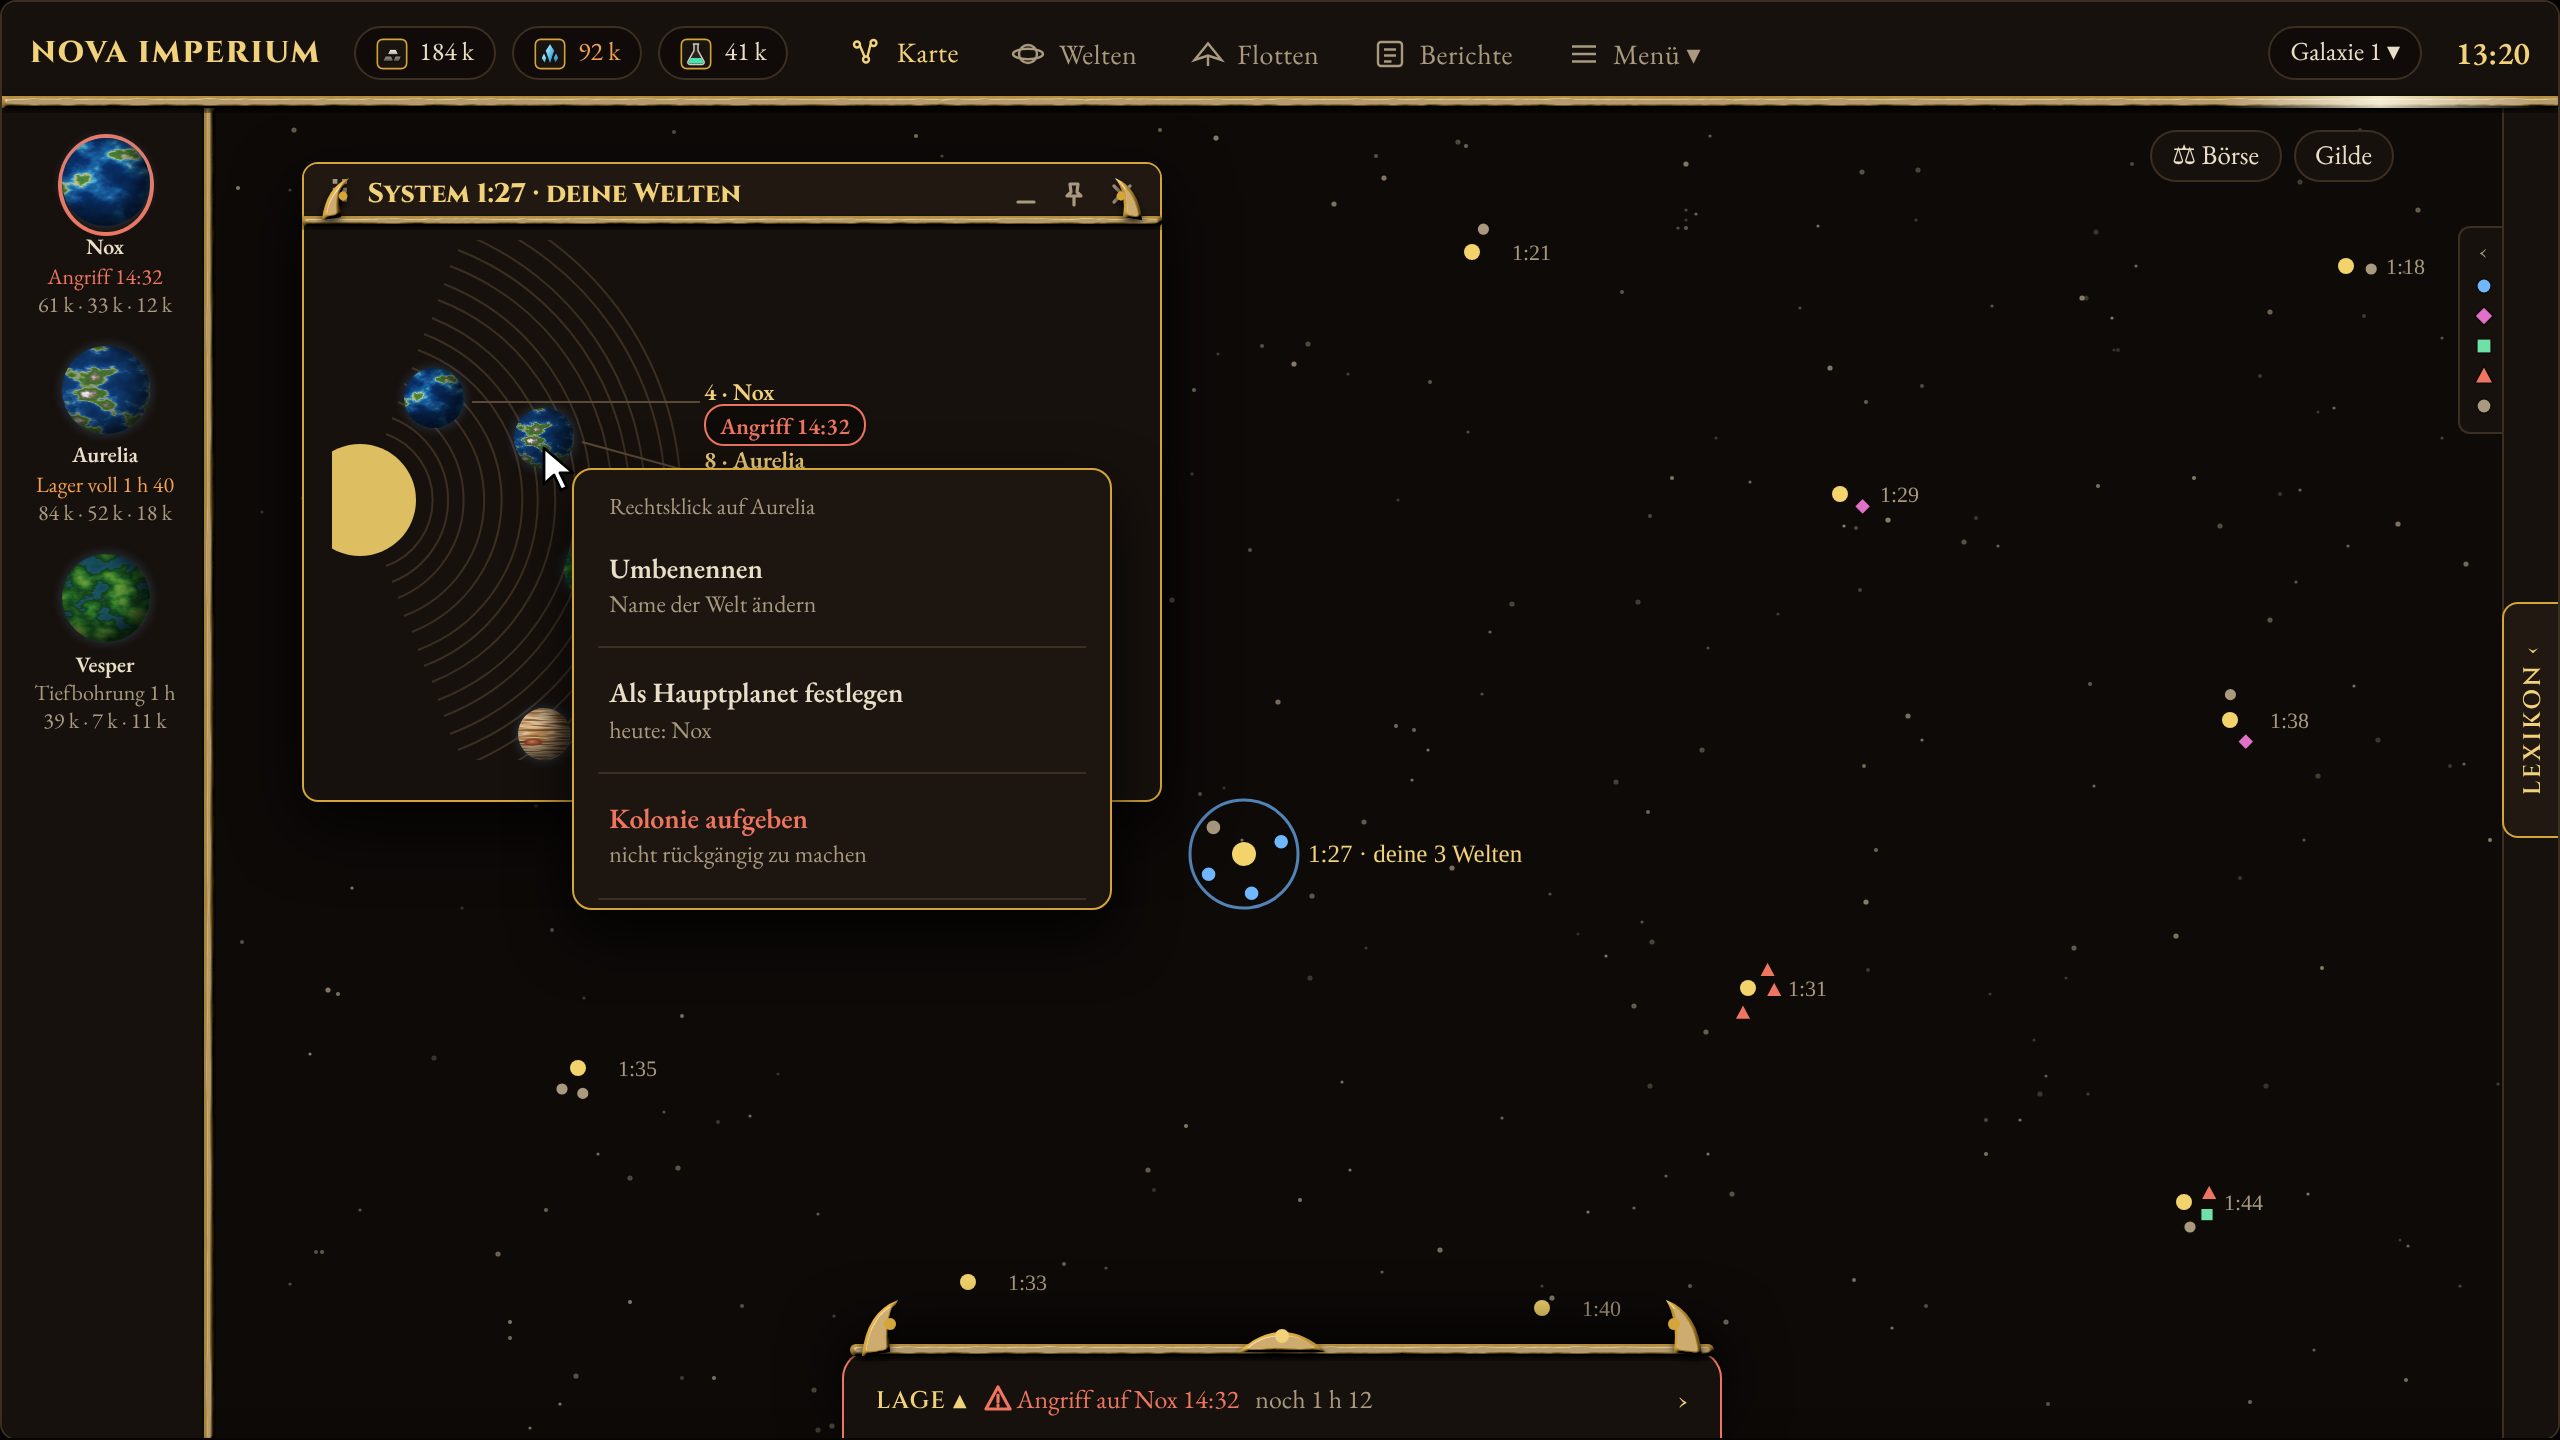 NOVA IMPERIUM
184 k
92 k
41 k
Karte
Welten
Flotten
Berichte
Menü ▾
Galaxie 1 ▾
13:20
Börse
Gilde
Nox
Angriff 14:32
61 k · 33 k · 12 k
Aurelia
Lager voll 1 h 40
84 k · 52 k · 18 k
Vesper
Tiefbohrung 1 h
39 k · 7 k · 11 k
System 1:27 · deine Welten
4 · Nox
Angriff 14:32
8 · Aurelia
Rechtsklick auf Aurelia
Umbenennen
Name der Welt ändern
Als Hauptplanet festlegen
heute: Nox
Kolonie aufgeben
nicht rückgängig zu machen
1:21
1:18
1:29
1:38
1:27 · deine 3 Welten
1:31
1:35
1:44
1:33
1:40
LEXIKON ‹
LAGE ▴ Angriff auf Nox 14:32 noch 1 h 12 ›